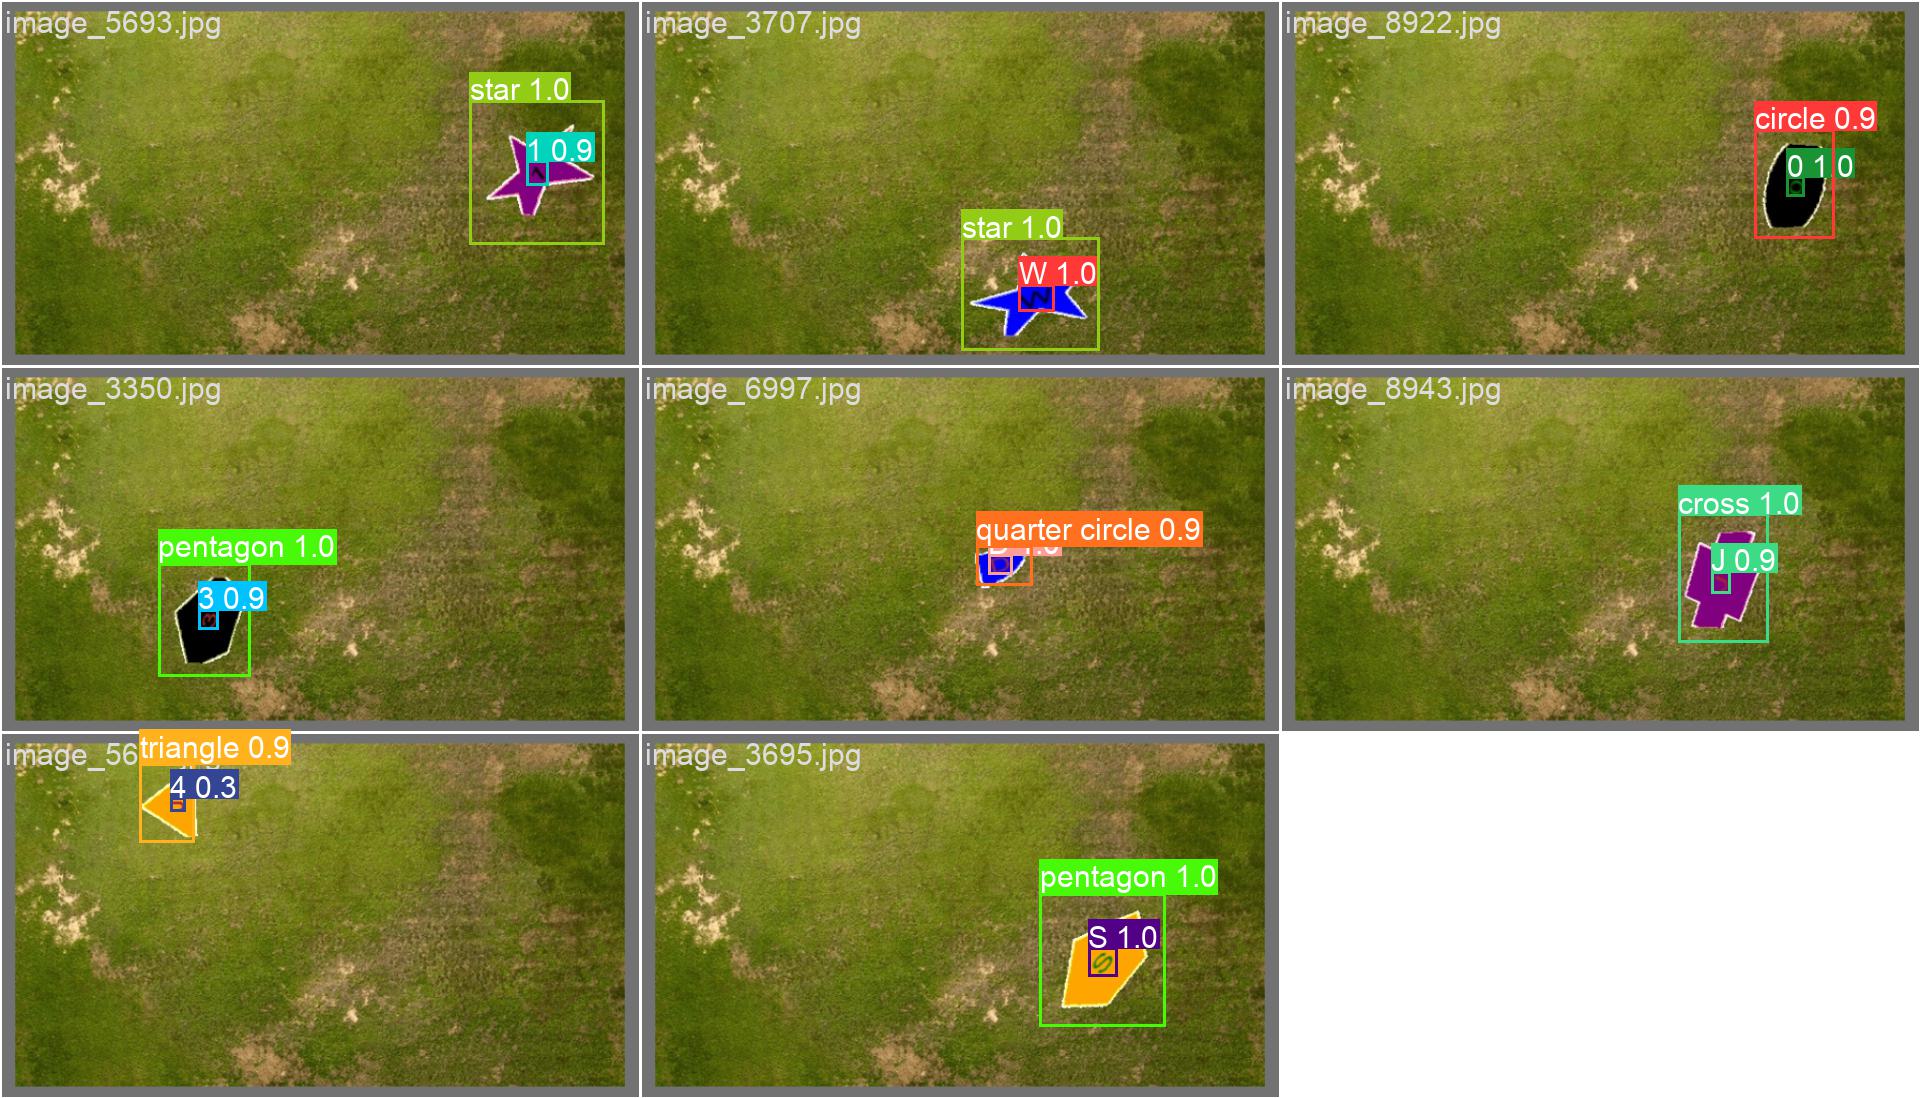 image_5693.jpg
star 1.0
1 0.9
image_3707.jpg
star 1.0
W 1.0
W
image_8922.jpg
circle 0.9
0 1.0
image_3350.jpg
pentagon 1.0
3 0.9
3
image_6997.jpg
quarter circle 0.9
image_8943.jpg
cross 1.0
J 0.9
image_56
triangle 0.9
4 0.3
image_3695.jpg
pentagon 1.0
S 1.0
S